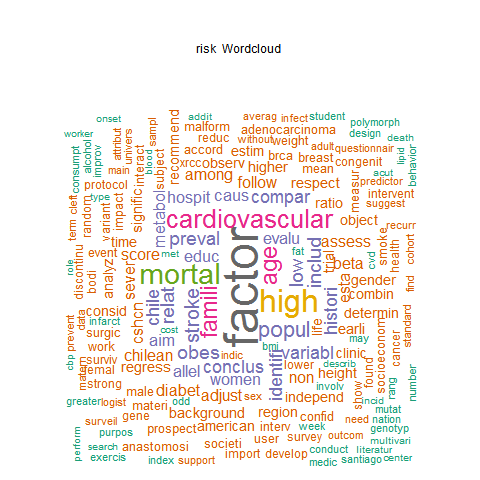 risk Wordcloud
onset
addit
averag
infect
student
polymorph
worker
alcohol
improv
attribut
univers
blood
sampl
recommend
malform
reduc
without
weight
adenocarcinoma
adult
questionnair
design
death
lipid
behavior
consumpt
main
interact
subject
xrcc
observ
accord
estim
brca
breast
congenit
mean
acut
predictor
intervent
suggest
protocol
signific
metabol
among
higher
follow
respect
measur
cleft
type
impact
hospit
caus
compar
ratio
term
random
variant
cardiovascular
object
recurr
discontinu
event
time
preval
evalu
assess
smoke
cohort
bodi
analyz
score
educ
met
factor
age
fat
low
includ
trial
beta
cvd
health
find
role
sever
mortal
high
esta
gender
combin
data
consid
cshcn
chile
relat
stroke
famili
popul
life
histori
determin
standard
infarct
surgic
aim
cost
bmi
earli
may
socioeconom
cancer
prevent
work
chilean
obes
indic
identifi
variabl
clinic
cbp
mater
surviv
remal
regress
allel
conclus
lower
describ
found
rang
number
strong
women
non
height
involv
show
incid
greater
logist
male
diabet
odd
adjust
sex
independ
mutat
materi
background
region
confid
need
nation
surveil
gene
prospect
american
interv
week
genotyp
perform
purpos
societi
user
survey
outcom
multivari
search
anastomosi
import
develop
conduct
literatur
exercis
index
support
medic
santiago
center